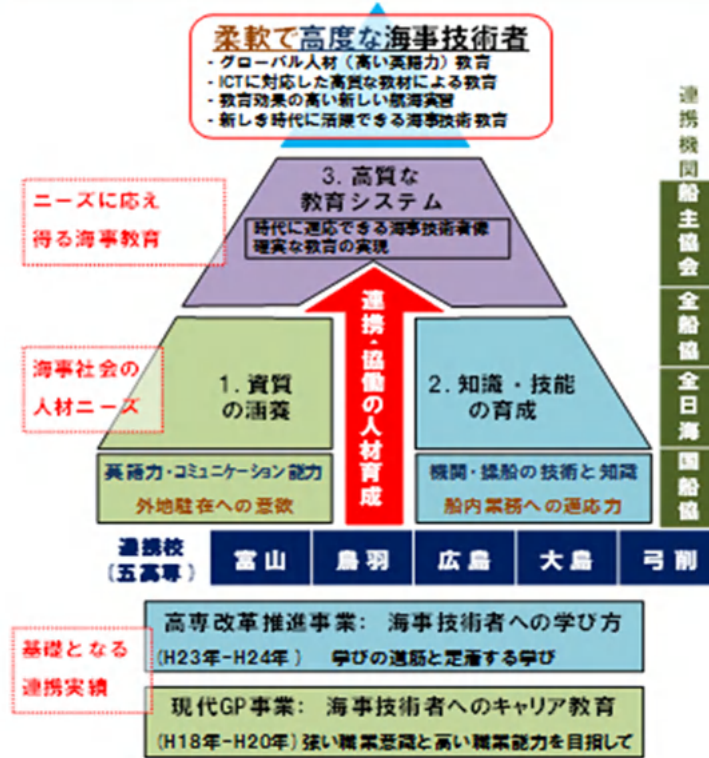 柔軟で高度な海事技術者
- グローバル人材（高い英語力）教育
- ICTに対応した高質な教材による教育
- 教育効果の高い新しい航海実習
- 新しき時代に活躍できる海事技術教育
連携機関
船主協会
全船協
全日海
国船協
ニーズに応え
得る海事教育
3. 高質な
教育システム
時代に適応できる海事技術者像
確実な教育の実現
海事社会の
人材ニーズ
1. 資質
の涵養
連携・協働の人材育成
2. 知識・技能
の育成
英語力・コミュニケーション能力
外地駐在への意欲
機関・操船の技術と知識
船内業務への適応力
連携校
(五高専)
富山
鳥羽
広島
大島
弓削
基礎となる
連携実績
高専改革推進事業： 海事技術者への学び方
(H23年-H24年） 学びの道筋と定着する学び
現代GP事業： 海事技術者へのキャリア教育
(H18年-H20年) 強い職業意識と高い職業能力を目指して